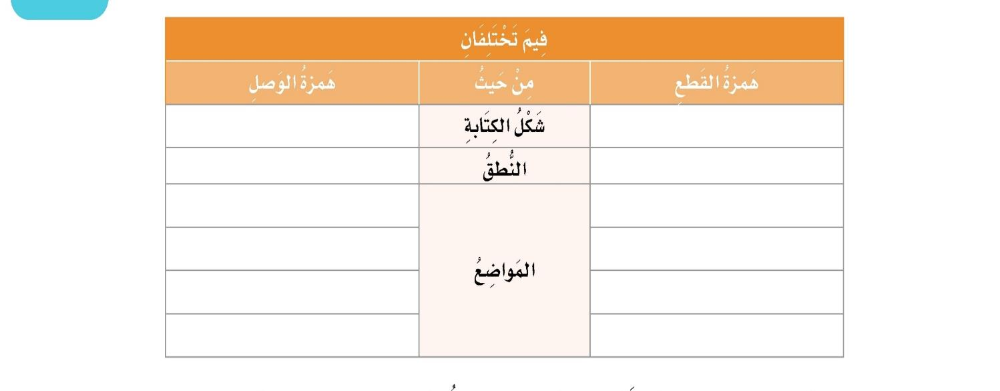 فِيمَ تَخْتَلِفَانِ
هَمزةُ القَطعِ مِنْ حَيثُ هَمزةُ الوَصلِ
شَكْلُ الكِتَابةِ
النُّطقُ
المَواضِعُ